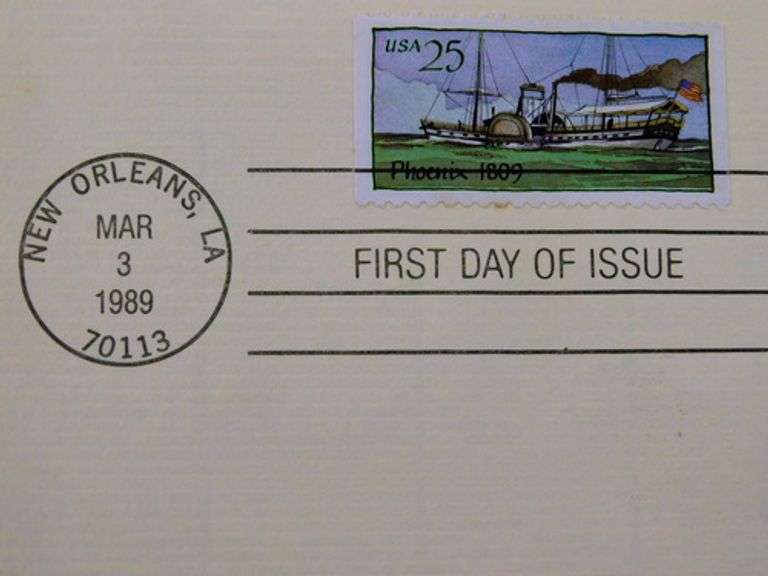 USA 25
Phoenix 1809
NEW ORLEANS, LA
MAR
3
1989
70113
FIRST DAY OF ISSUE